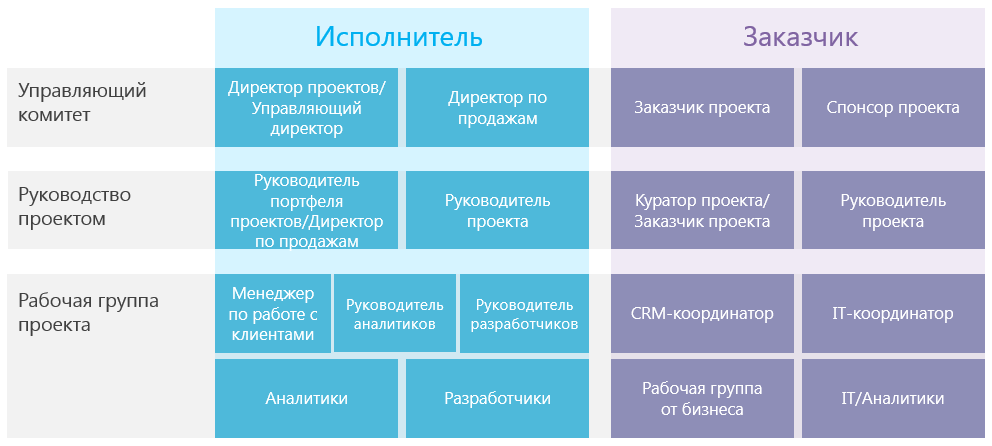 Исполнитель
Заказчик
Управляющий
комитет
Директор проектов/
Управляющий
директор
Директор по
продажам
Заказчик проекта
Спонсор проекта
Руководство
проектом
Руководитель
портфеля
проектов/Директор
по продажам
Руководитель
проекта
Куратор проекта/
Заказчик проекта
Руководитель
проекта
Рабочая группа
проекта
Менеджер
по работе с
клиентами
Руководитель
аналитиков
Руководитель
разработчиков
CRM-координатор
IT-координатор
Аналитики
Разработчики
Рабочая группа
от бизнеса
IT/Аналитики